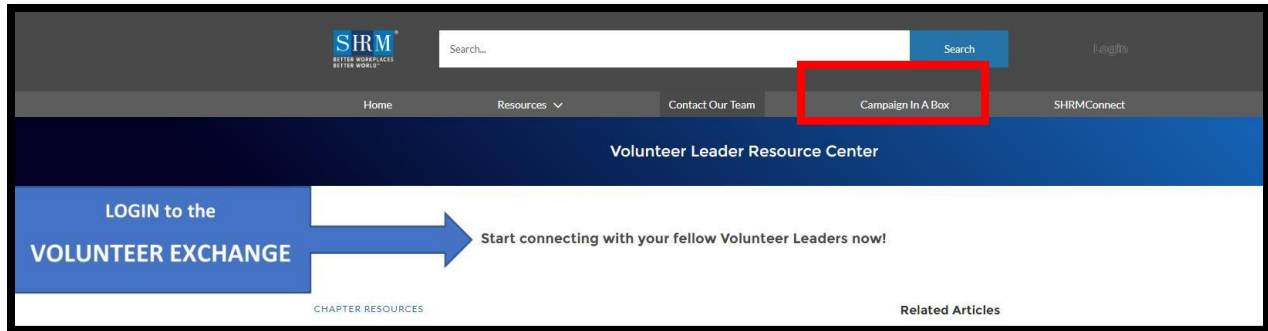 SHRM®
BETTER WORKPLACES
BETTER WORLD™
Search...
Search
Login
Home
Resources
Contact Our Team
Campaign In A Box
SHRMConnect
Volunteer Leader Resource Center
LOGIN to the
VOLUNTEER EXCHANGE
Start connecting with your fellow Volunteer Leaders now!
CHAPTER RESOURCES
Related Articles